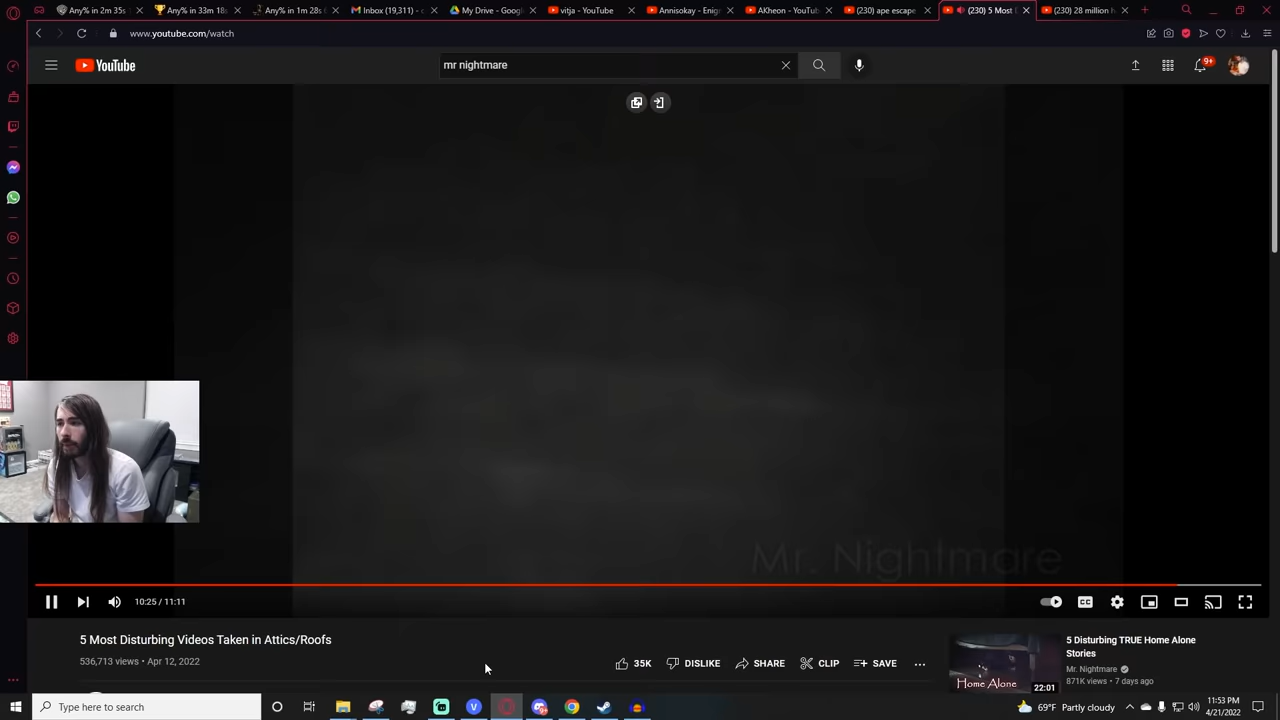 Any% in 2m 35s
Any% in 33m 18s
Any% in 1m 28s
Inbox (19,311) -
My Drive - Googl
vitja - YouTube
Annisokay - Enig
AKheon - YouTub
(230) ape escape
(230) 5 Most
(230) 28 million h
www.youtube.com/watch
YouTube
mr nightmare
9+
Mr. Nightmare
10:25 / 11:11
CC
5 Most Disturbing Videos Taken in Attics/Roofs
536,713 views • Apr 12, 2022
35K
DISLIKE
SHARE
CLIP
SAVE
Home Alone
22:01
5 Disturbing TRUE Home Alone
Stories
Mr. Nightmare
871K views • 7 days ago
Type here to search
69°F Partly cloudy
11:53 PM
4/21/2022